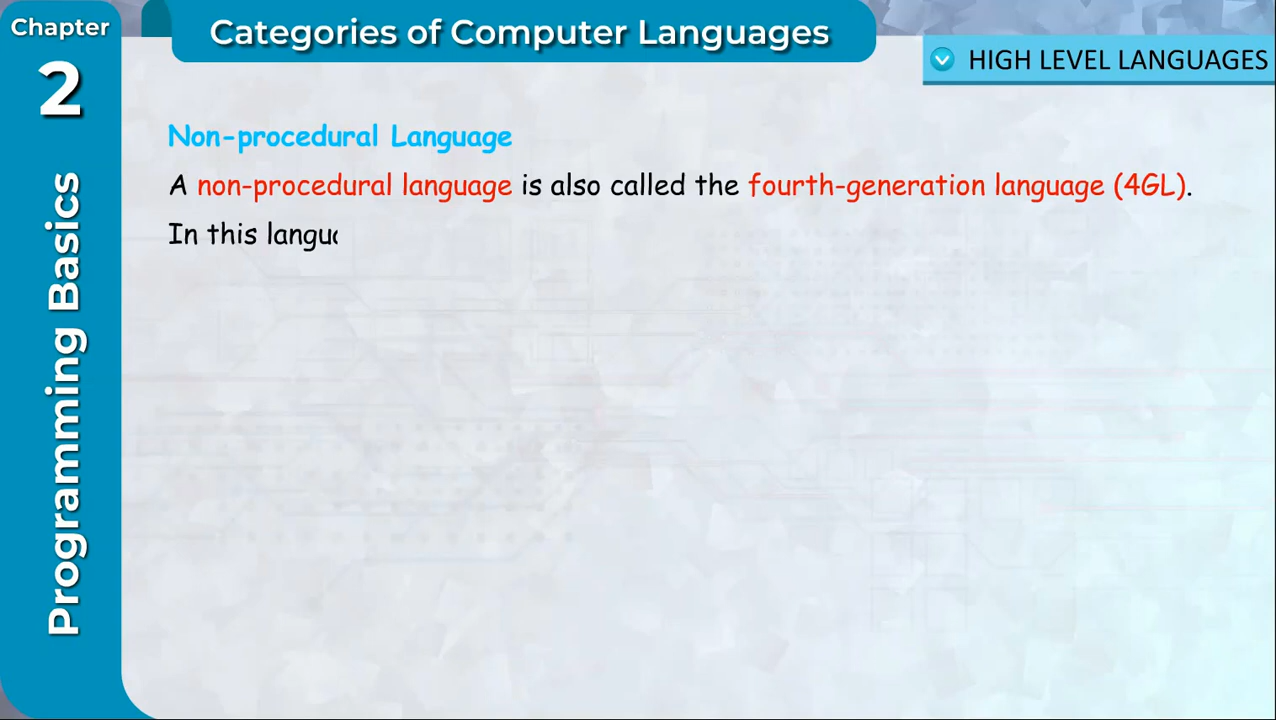 Chapter
2
Programming Basics
Categories of Computer Languages
HIGH LEVEL LANGUAGES
Non-procedural Language
A non-procedural language is also called the fourth-generation language (4GL).
In this